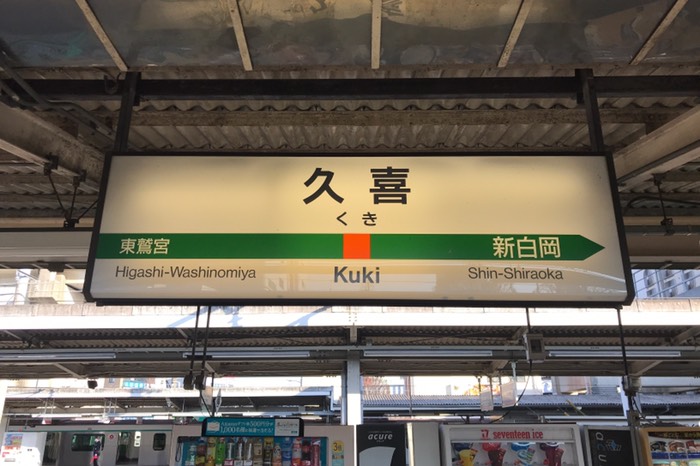 久喜
くき
東鷲宮
新白岡
Higashi-Washinomiya
Kuki
Shin-Shiraoka
acure
seventeen ice